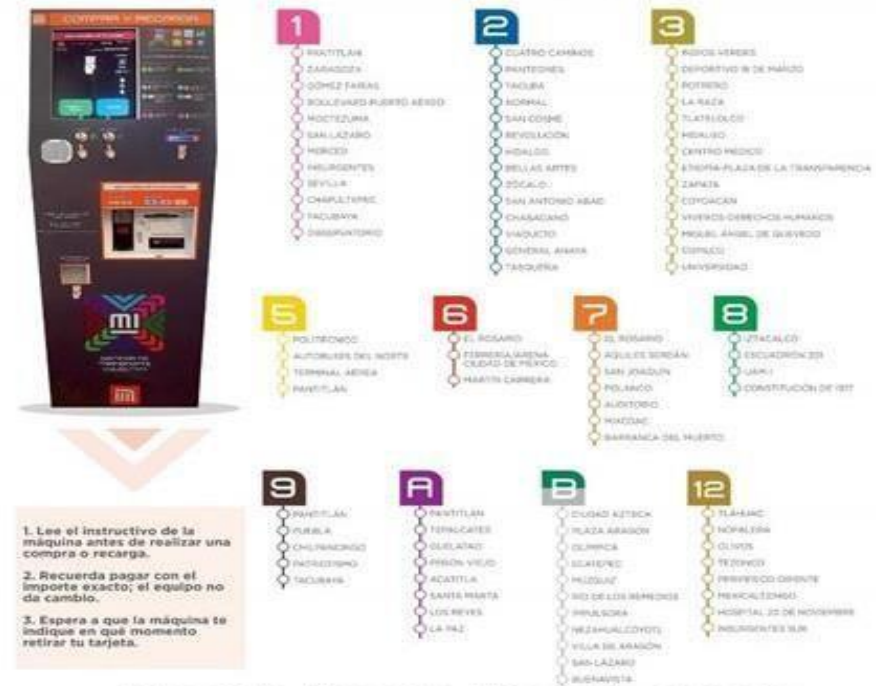 COMPRA Y RECARGA
MI
1
PANTITLÁN
ZARAGOZA
GÓMEZ FARÍAS
BOULEVARD PUERTO AÉREO
MOCTEZUMA
SAN LÁZARO
MERCED
INSURGENTES
SEVILLA
CHAPULTEPEC
TACUBAYA
OBSERVATORIO
2
CUATRO CAMINOS
PANTEONES
TACUBA
NORMAL
SAN COSME
REVOLUCIÓN
HIDALGO
BELLAS ARTES
ZÓCALO
SAN ANTONIO ABAD
CHABACANO
VIADUCTO
GENERAL ANAYA
TASQUEÑA
3
INDIOS VERDES
DEPORTIVO 18 DE MARZO
POTRERO
LA RAZA
TLATELOLCO
HIDALGO
CENTRO MÉDICO
ETIOPÍA-PLAZA DE LA TRANSPARENCIA
ZAPATA
COYOACÁN
VIVEROS-DERECHOS HUMANOS
MIGUEL ÁNGEL DE QUEVEDO
COPILCO
UNIVERSIDAD
5
POLITÉCNICO
AUTOBUSES DEL NORTE
TERMINAL AÉREA
PANTITLÁN
6
EL ROSARIO
FERRERÍA/ARENA
CIUDAD DE MÉXICO
MARTÍN CARRERA
7
EL ROSARIO
AQUILES SERDÁN
SAN JOAQUÍN
POLANCO
AUDITORIO
MIXCOAC
BARRANCA DEL MUERTO
8
IZTACALCO
ESCUADRÓN 201
UAM-I
CONSTITUCIÓN DE 1917
9
PANTITLÁN
PUEBLA
CHILPANCINGO
PATRIOTISMO
TACUBAYA
A
PANTITLÁN
TEPALCATES
GUELATAO
PEÑÓN VIEJO
ACATITLA
SANTA MARTA
LOS REYES
LA PAZ
B
CIUDAD AZTECA
PLAZA ARAGÓN
OLÍMPICA
ECATEPEC
MÚZQUIZ
RÍO DE LOS REMEDIOS
IMPULSORA
NEZAHUALCÓYOTL
VILLA DE ARAGÓN
SAN LÁZARO
BUENAVISTA
12
TLÁHUAC
NOPALERA
OLIVOS
TEZONCO
PERIFÉRICO ORIENTE
MEXICALTZINGO
HOSPITAL 20 DE NOVIEMBRE
INSURGENTES SUR
1. Lee el instructivo de la
máquina antes de realizar una
compra o recarga.
2. Recuerda pagar con el
importe exacto; el equipo no
da cambio.
3. Espera a que la máquina te
indique en qué momento
retirar tu tarjeta.